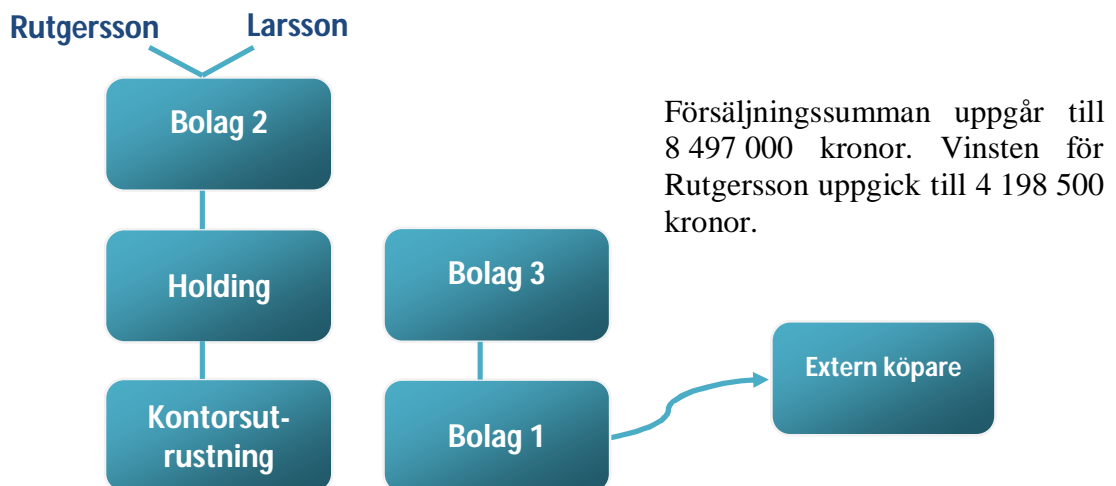 Rutgersson Larsson
Bolag 2
Försäljningssumman uppgår till
8 497 000 kronor. Vinsten för
Rutgersson uppgick till 4 198 500
kronor.
Holding
Bolag 3
Extern köpare
Kontorsut-
rustning
Bolag 1